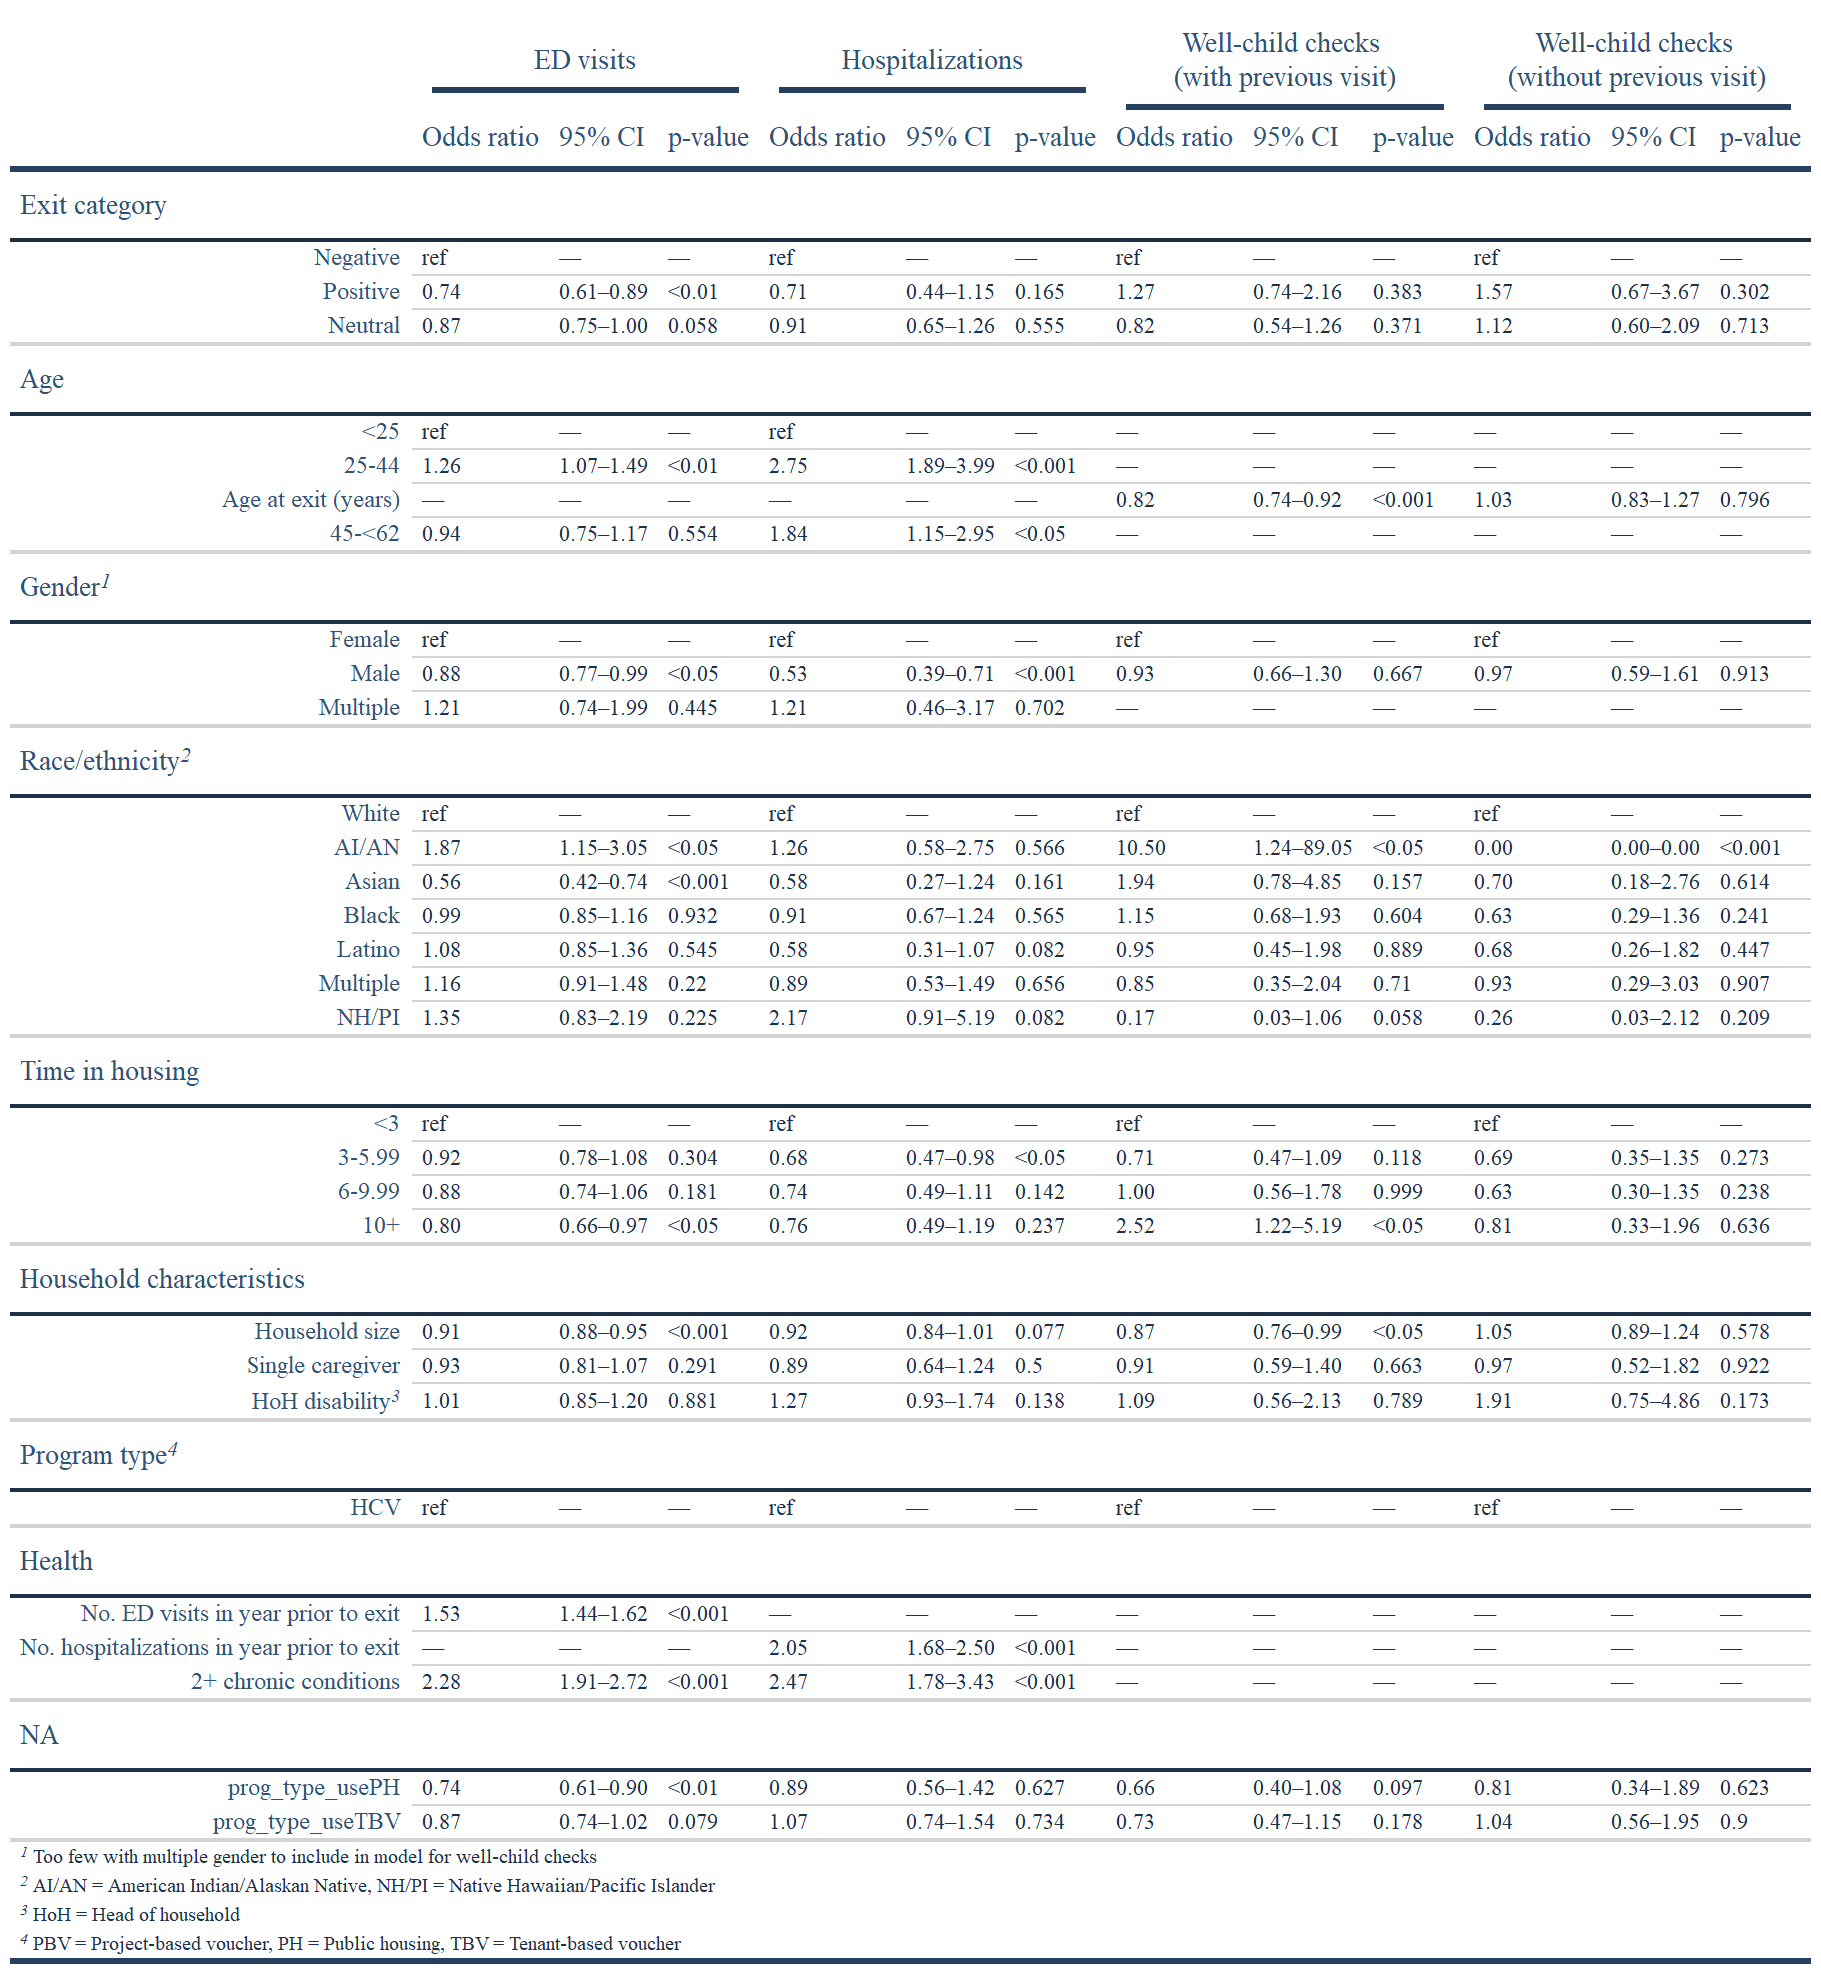 ED visits Hospitalizations Well-child checks (with previous visit) Well-child checks (without previous visit)
Odds ratio 95% CI p-value Odds ratio 95% CI p-value Odds ratio 95% CI p-value Odds ratio 95% CI p-value
Exit category
Negative ref — — ref — — ref — — ref — —
Positive 0.74 0.61–0.89 <0.01 0.71 0.44–1.15 0.165 1.27 0.74–2.16 0.383 1.57 0.67–3.67 0.302
Neutral 0.87 0.75–1.00 0.058 0.91 0.65–1.26 0.555 0.82 0.54–1.26 0.371 1.12 0.60–2.09 0.713
Age
<25 ref — — ref — — — — — — — —
25-44 1.26 1.07–1.49 <0.01 2.75 1.89–3.99 <0.001 — — — — — —
Age at exit (years) — — — — — — 0.82 0.74–0.92 <0.001 1.03 0.83–1.27 0.796
45-<62 0.94 0.75–1.17 0.554 1.84 1.15–2.95 <0.05 — — — — — —
Gender1
Female ref — — ref — — ref — — ref — —
Male 0.88 0.77–0.99 <0.05 0.53 0.39–0.71 <0.001 0.93 0.66–1.30 0.667 0.97 0.59–1.61 0.913
Multiple 1.21 0.74–1.99 0.445 1.21 0.46–3.17 0.702 — — — — — —
Race/ethnicity2
White ref — — ref — — ref — — ref — —
AI/AN 1.87 1.15–3.05 <0.05 1.26 0.58–2.75 0.566 10.50 1.24–89.05 <0.05 0.00 0.00–0.00 <0.001
Asian 0.56 0.42–0.74 <0.001 0.58 0.27–1.24 0.161 1.94 0.78–4.85 0.157 0.70 0.18–2.76 0.614
Black 0.99 0.85–1.16 0.932 0.91 0.67–1.24 0.565 1.15 0.68–1.93 0.604 0.63 0.29–1.36 0.241
Latino 1.08 0.85–1.36 0.545 0.58 0.31–1.07 0.082 0.95 0.45–1.98 0.889 0.68 0.26–1.82 0.447
Multiple 1.16 0.91–1.48 0.22 0.89 0.53–1.49 0.656 0.85 0.35–2.04 0.71 0.93 0.29–3.03 0.907
NH/PI 1.35 0.83–2.19 0.225 2.17 0.91–5.19 0.082 0.17 0.03–1.06 0.058 0.26 0.03–2.12 0.209
Time in housing
<3 ref — — ref — — ref — — ref — —
3-5.99 0.92 0.78–1.08 0.304 0.68 0.47–0.98 <0.05 0.71 0.47–1.09 0.118 0.69 0.35–1.35 0.273
6-9.99 0.88 0.74–1.06 0.181 0.74 0.49–1.11 0.142 1.00 0.56–1.78 0.999 0.63 0.30–1.35 0.238
10+ 0.80 0.66–0.97 <0.05 0.76 0.49–1.19 0.237 2.52 1.22–5.19 <0.05 0.81 0.33–1.96 0.636
Household characteristics
Household size 0.91 0.88–0.95 <0.001 0.92 0.84–1.01 0.077 0.87 0.76–0.99 <0.05 1.05 0.89–1.24 0.578
Single caregiver 0.93 0.81–1.07 0.291 0.89 0.64–1.24 0.5 0.91 0.59–1.40 0.663 0.97 0.52–1.82 0.922
HoH disability3 1.01 0.85–1.20 0.881 1.27 0.93–1.74 0.138 1.09 0.56–2.13 0.789 1.91 0.75–4.86 0.173
Program type4
HCV ref — — ref — — ref — — ref — —
Health
No. ED visits in year prior to exit 1.53 1.44–1.62 <0.001 — — — — — — — — —
No. hospitalizations in year prior to exit — — — 2.05 1.68–2.50 <0.001 — — — — — —
2+ chronic conditions 2.28 1.91–2.72 <0.001 2.47 1.78–3.43 <0.001 — — — — — —
NA
prog_type_usePH 0.74 0.61–0.90 <0.01 0.89 0.56–1.42 0.627 0.66 0.40–1.08 0.097 0.81 0.34–1.89 0.623
prog_type_useTBV 0.87 0.74–1.02 0.079 1.07 0.74–1.54 0.734 0.73 0.47–1.15 0.178 1.04 0.56–1.95 0.9
1 Too few with multiple gender to include in model for well-child checks
2 AI/AN = American Indian/Alaskan Native, NH/PI = Native Hawaiian/Pacific Islander
3 HoH = Head of household
4 PBV = Project-based voucher, PH = Public housing, TBV = Tenant-based voucher